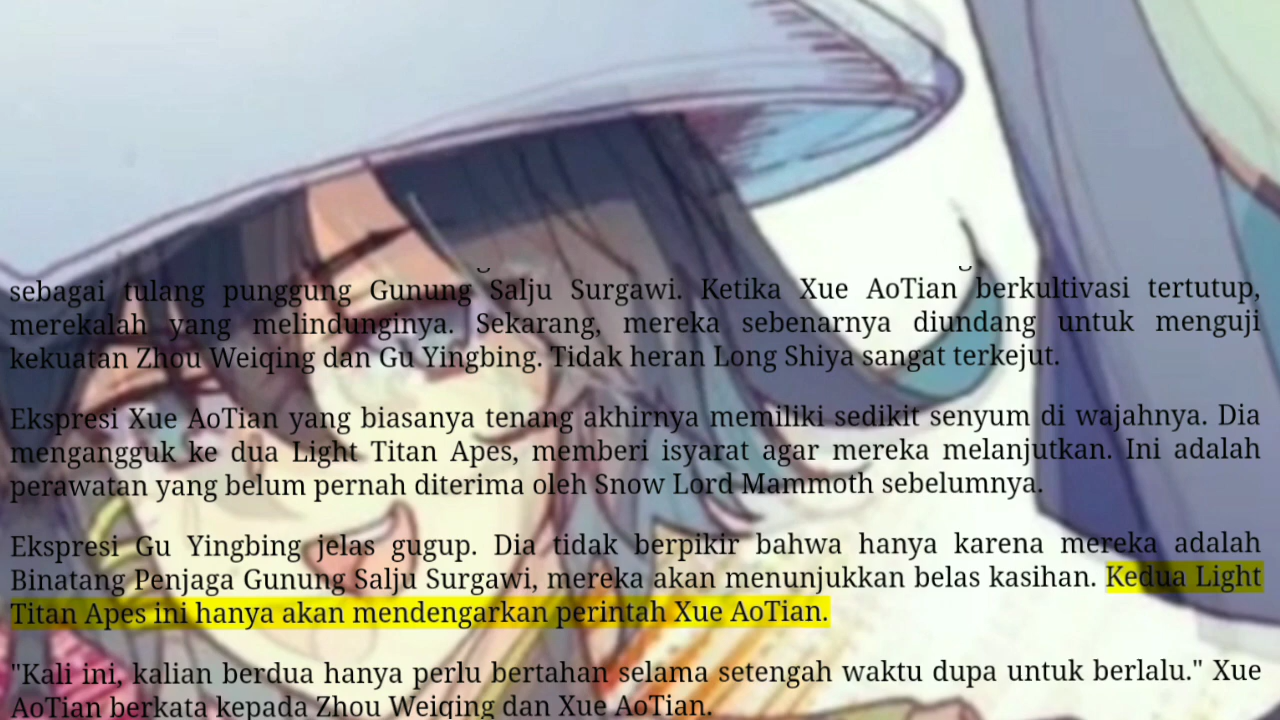 sebagai tulang punggung Gunung Salju Surgawi. Ketika Xue AoTian berkultivasi tertutup,
merekalah yang melindunginya. Sekarang, mereka sebenarnya diundang untuk menguji
kekuatan Zhou Weiqing dan Gu Yingbing. Tidak heran Long Shiya sangat terkejut.
Ekspresi Xue AoTian yang biasanya tenang akhirnya memiliki sedikit senyum di wajahnya. Dia
mengangguk ke dua Light Titan Apes, memberi isyarat agar mereka melanjutkan. Ini adalah
perawatan yang belum pernah diterima oleh Snow Lord Mammoth sebelumnya.
Ekspresi Gu Yingbing jelas gugup. Dia tidak berpikir bahwa hanya karena mereka adalah
Binatang Penjaga Gunung Salju Surgawi, mereka akan menunjukkan belas kasihan. Kedua Light
Titan Apes ini hanya akan mendengarkan perintah Xue AoTian.
"Kali ini, kalian berdua hanya perlu bertahan selama setengah waktu dupa untuk berlalu." Xue
AoTian berkata kepada Zhou Weiqing dan Xue AoTian.